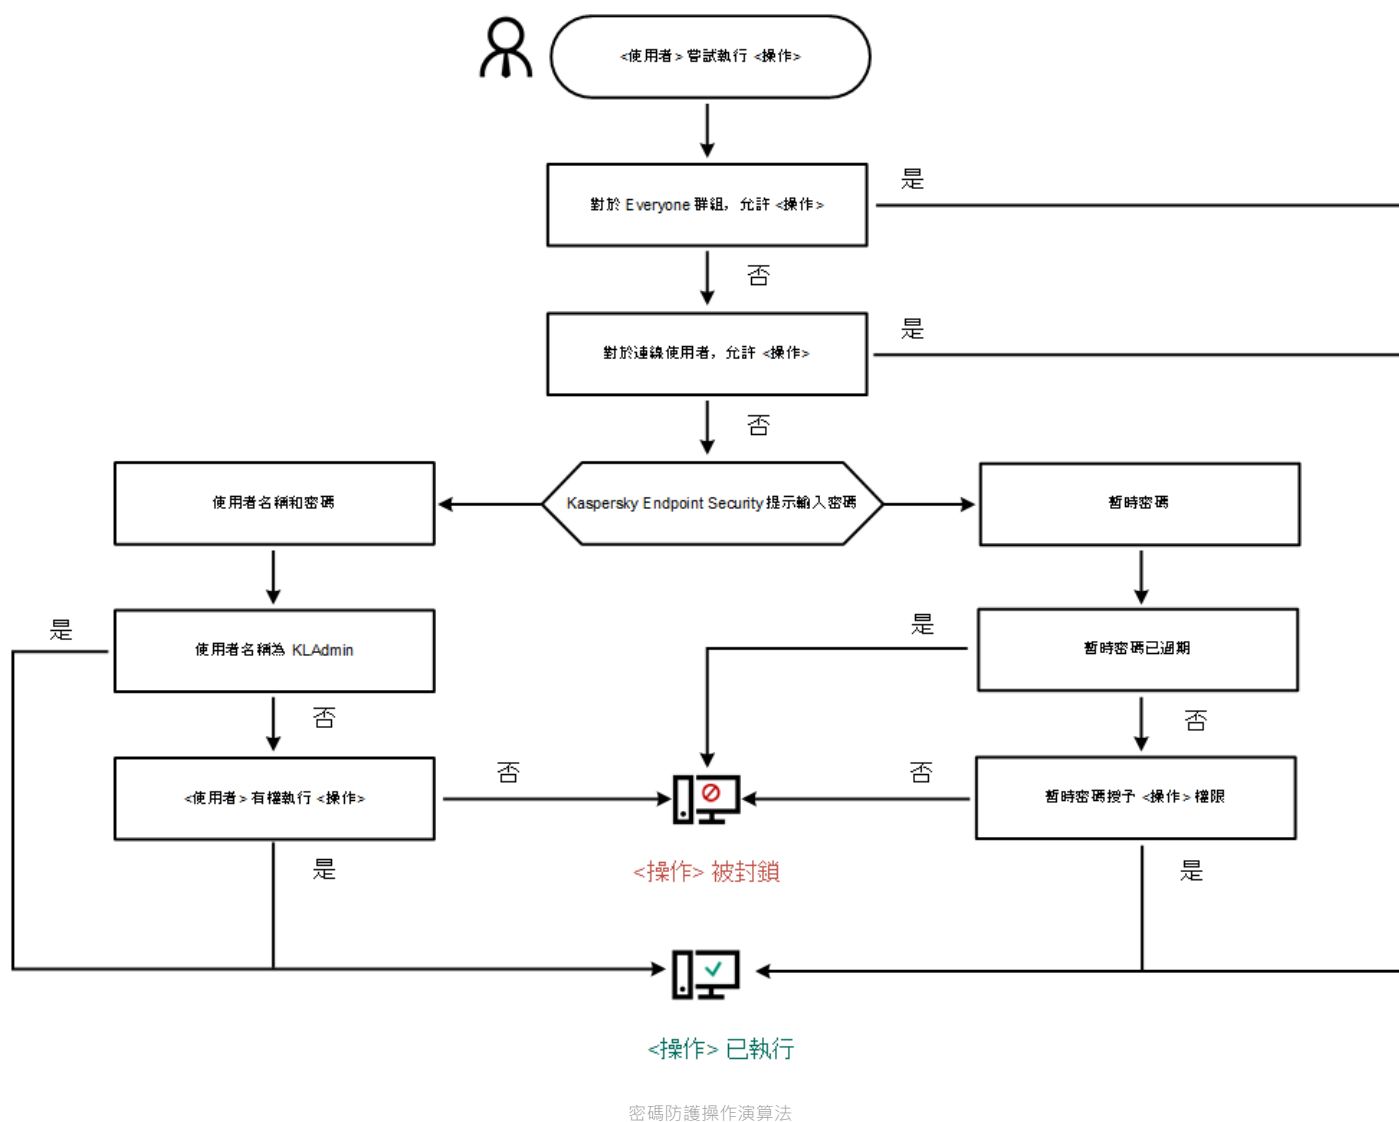 <使用者> 嘗試執行 <操作>
是
對於 Everyone 群組，允許 <操作>
否
是
對於連線使用者，允許 <操作>
否
使用者名稱和密碼
Kaspersky Endpoint Security 提示輸入密碼
暫時密碼
是
使用者名稱為 KLAdmin
是
暫時密碼已過期
否
否
<使用者> 有權執行 <操作>
否
否
暫時密碼授予 <操作> 權限
是
<操作> 被封鎖
是
<操作> 已執行
密碼防護操作演算法